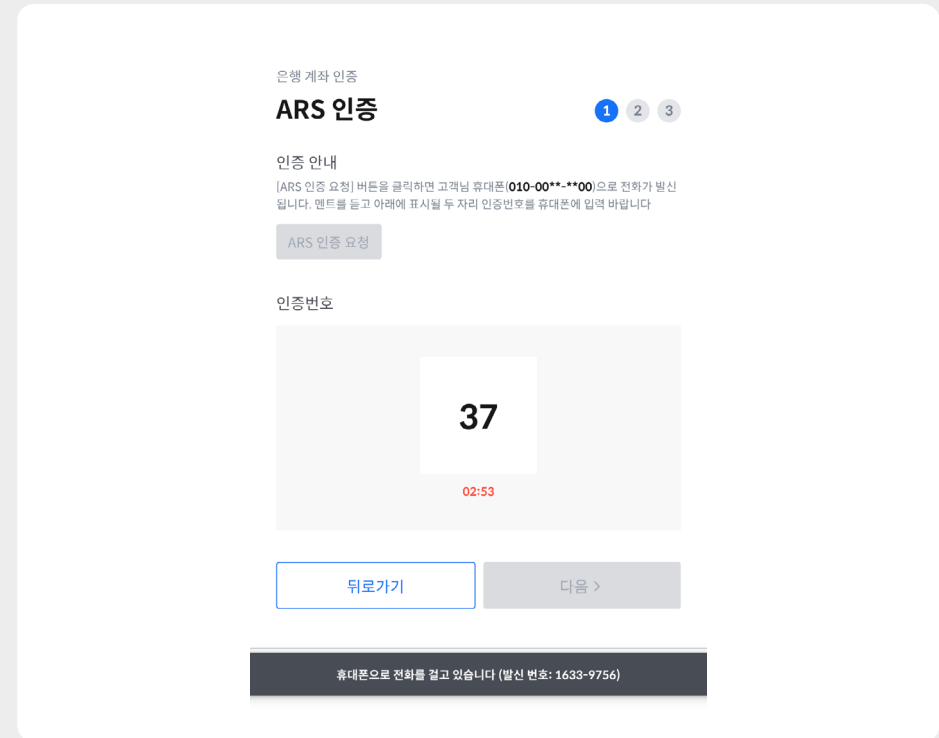 은행 계좌 인증
ARS 인증
1 2 3
인증 안내
[ARS 인증 요청] 버튼을 클릭하면 고객님 휴대폰(010-00**-**00)으로 전화가 발신
됩니다. 멘트를 듣고 아래에 표시될 두 자리 인증번호를 휴대폰에 입력 바랍니다
ARS 인증 요청
인증번호
37
02:53
뒤로가기
다음 >
휴대폰으로 전화를 걸고 있습니다 (발신 번호: 1633-9756)